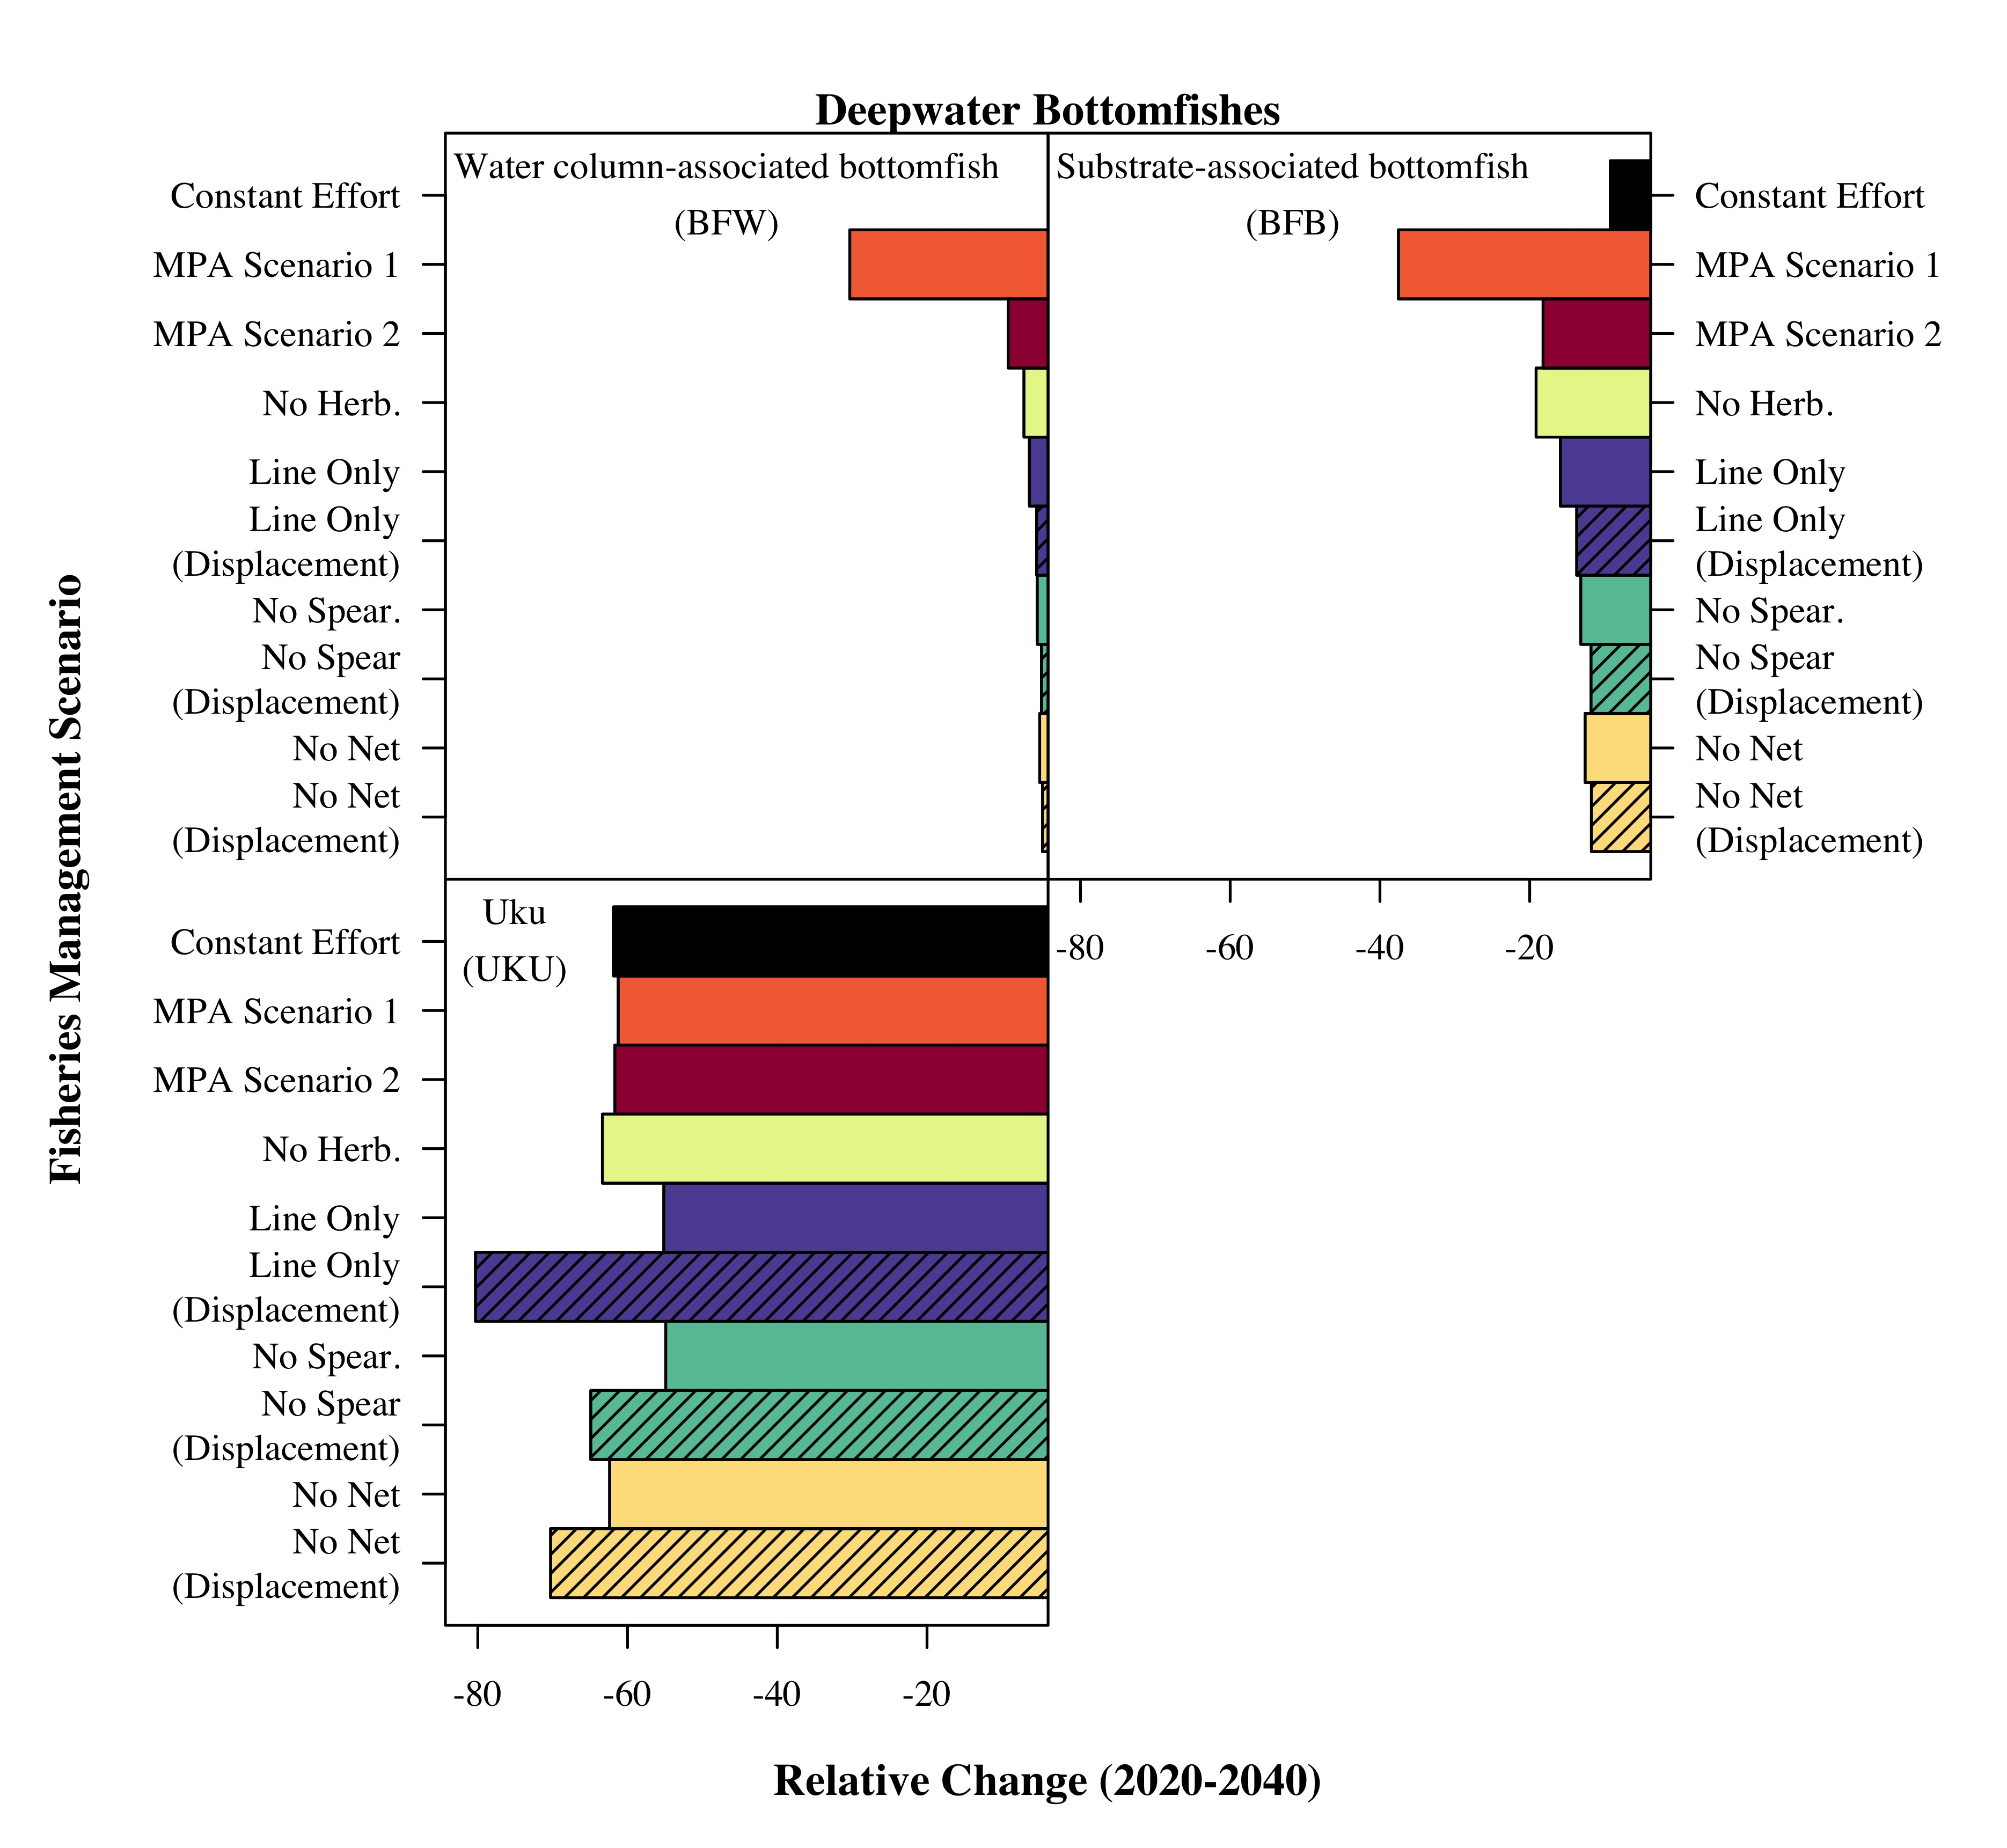 Deepwater Bottomfishes
Water column-associated bottomfish
(BFW)
Substrate-associated bottomfish
(BFB)
Constant Effort
MPA Scenario 1
MPA Scenario 2
No Herb.
Line Only
Line Only
(Displacement)
No Spear.
No Spear
(Displacement)
No Net
No Net
(Displacement)
Constant Effort
MPA Scenario 1
MPA Scenario 2
No Herb.
Line Only
Line Only
(Displacement)
No Spear.
No Spear
(Displacement)
No Net
No Net
(Displacement)
-80 -60 -40 -20
Uku
(UKU)
Constant Effort
MPA Scenario 1
MPA Scenario 2
No Herb.
Line Only
Line Only
(Displacement)
No Spear.
No Spear
(Displacement)
No Net
No Net
(Displacement)
-80 -60 -40 -20
Fisheries Management Scenario
Relative Change (2020-2040)